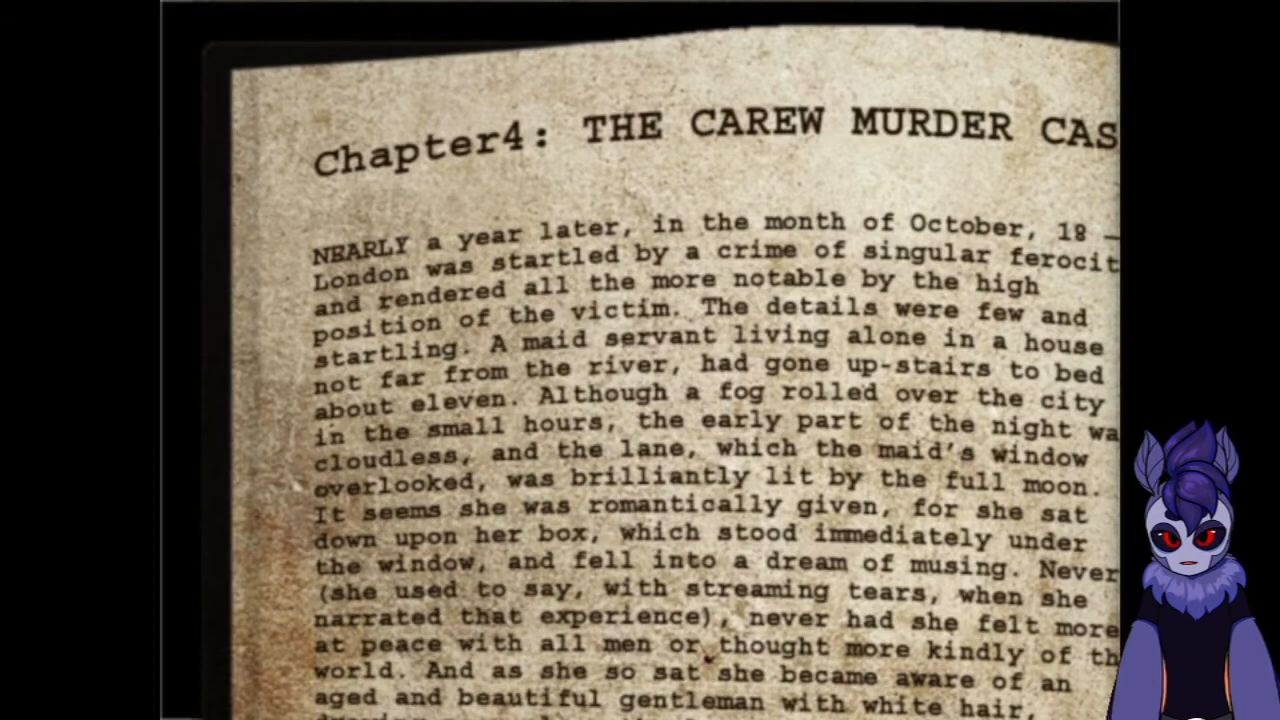 Chapter4: THE CAREW MURDER CAS
NEARLY a year later, in the month of October, 18 —
London was startled by a crime of singular ferocit
and rendered all the more notable by the high
position of the victim. The details were few and
startling. A maid servant living alone in a house
not far from the river, had gone up-stairs to bed
about eleven. Although a fog rolled over the city
in the small hours, the early part of the night wa
cloudless, and the lane, which the maid's window
overlooked, was brilliantly lit by the full moon.
It seems she was romantically given, for she sat
down upon her box, which stood immediately under
the window, and fell into a dream of musing. Never
(she used to say, with streaming tears, when she
narrated that experience), never had she felt more
at peace with all men or thought more kindly of th
world. And as she so sat she became aware of an
aged and beautiful gentleman with white hair,